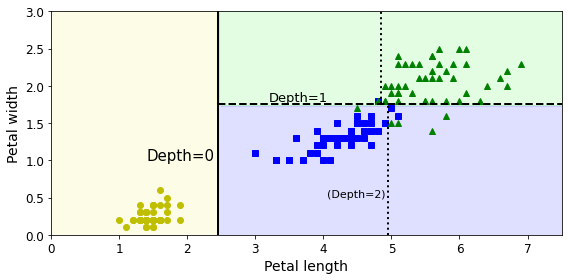 3.0
2.5
2.0
1.5
1.0
0.5
0.0
Petal width
Depth=1
Depth=0
(Depth=2)
0 1 2 3 4 5 6 7
Petal length